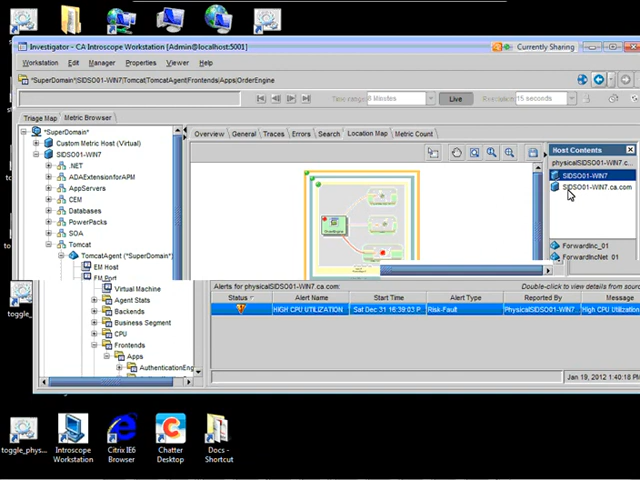 Investigator - CA Introscope Workstation [Admin@localhost:5001]
Currently Sharing
Workstation Edit Manager Properties Viewer Help
*SuperDomain*|SIDSO01-WIN7|Tomcat|TomcatAgent|Frontends|Apps|OrderEngine
Time range: 8 Minutes
Live
Resolution: 15 seconds
Triage Map Metric Browser
Overview General Traces Errors Search Location Map Metric Count
*SuperDomain*
Custom Metric Host (Virtual)
SIDSO01-WIN7
.NET
ADAExtensionforAPM
AppServers
CEM
Databases
PowerPacks
SOA
Tomcat
TomcatAgent (*SuperDomain*
EM Host
EM Port
Virtual Machine
Agent Stats
Backends
Business Segment
CPU
Frontends
Apps
AuthenticationEng
Host Contents
physicalSIDSO01-WIN7.c...
SIDSO01-WIN7
SIDSO01-WIN7.ca.com
ForwardInc_01
ForwardIncNet_01
Alerts for physicalSIDSO01-WIN7.ca.com:
Double-click to view details from sourc
Status Alert Name Start Time Alert Type Reported By Message
HIGH CPU UTILIZATION Sat Dec 31 16:39:03 P Risk-Fault PhysicalSIDSO01-WIN7... High CPU Utilization
Jan 19, 2012 1:40:18 PM
toggle_
toggle_phys...
Introscope
Workstation
Citrix IE6
Browser
Chatter
Desktop
Docs -
Shortcut